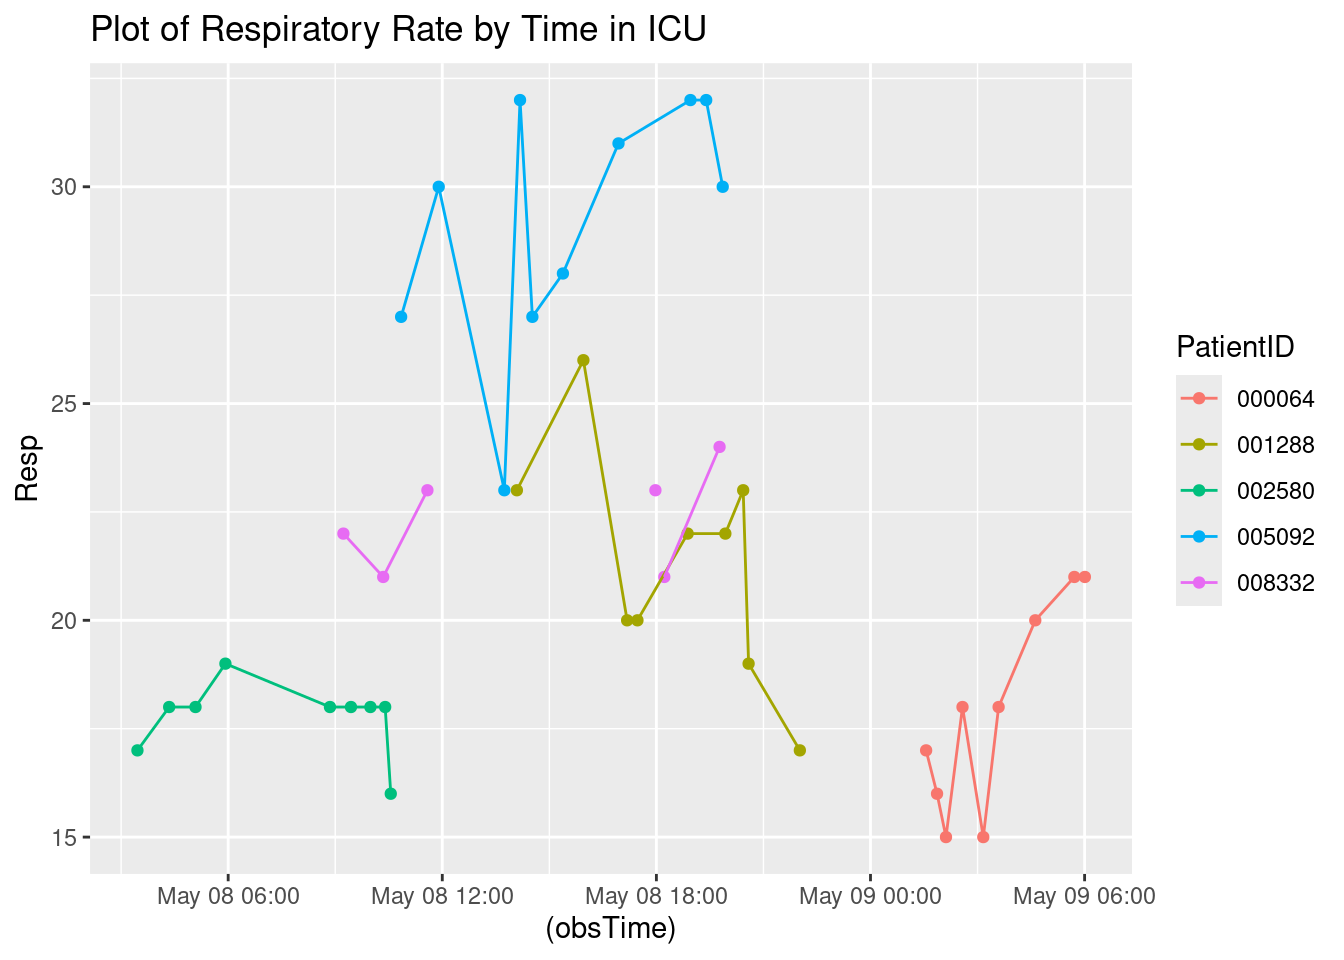 Plot of Respiratory Rate by Time in ICU
Resp
30
25
20
15
May 08 06:00
May 08 12:00
May 08 18:00
May 09 00:00
May 09 06:00
(obsTime)
PatientID
000064
001288
002580
005092
008332